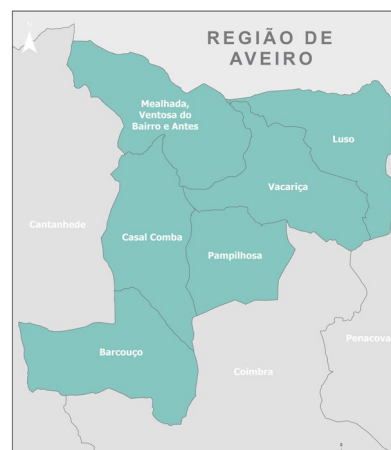 REGIÃO DE
AVEIRO
Mealhada,
Ventosa do
Bairro e Antes
Luso
Vacariça
Cantanhede
Casal Comba
Pampilhosa
Penacova
Barcouço
Coimbra